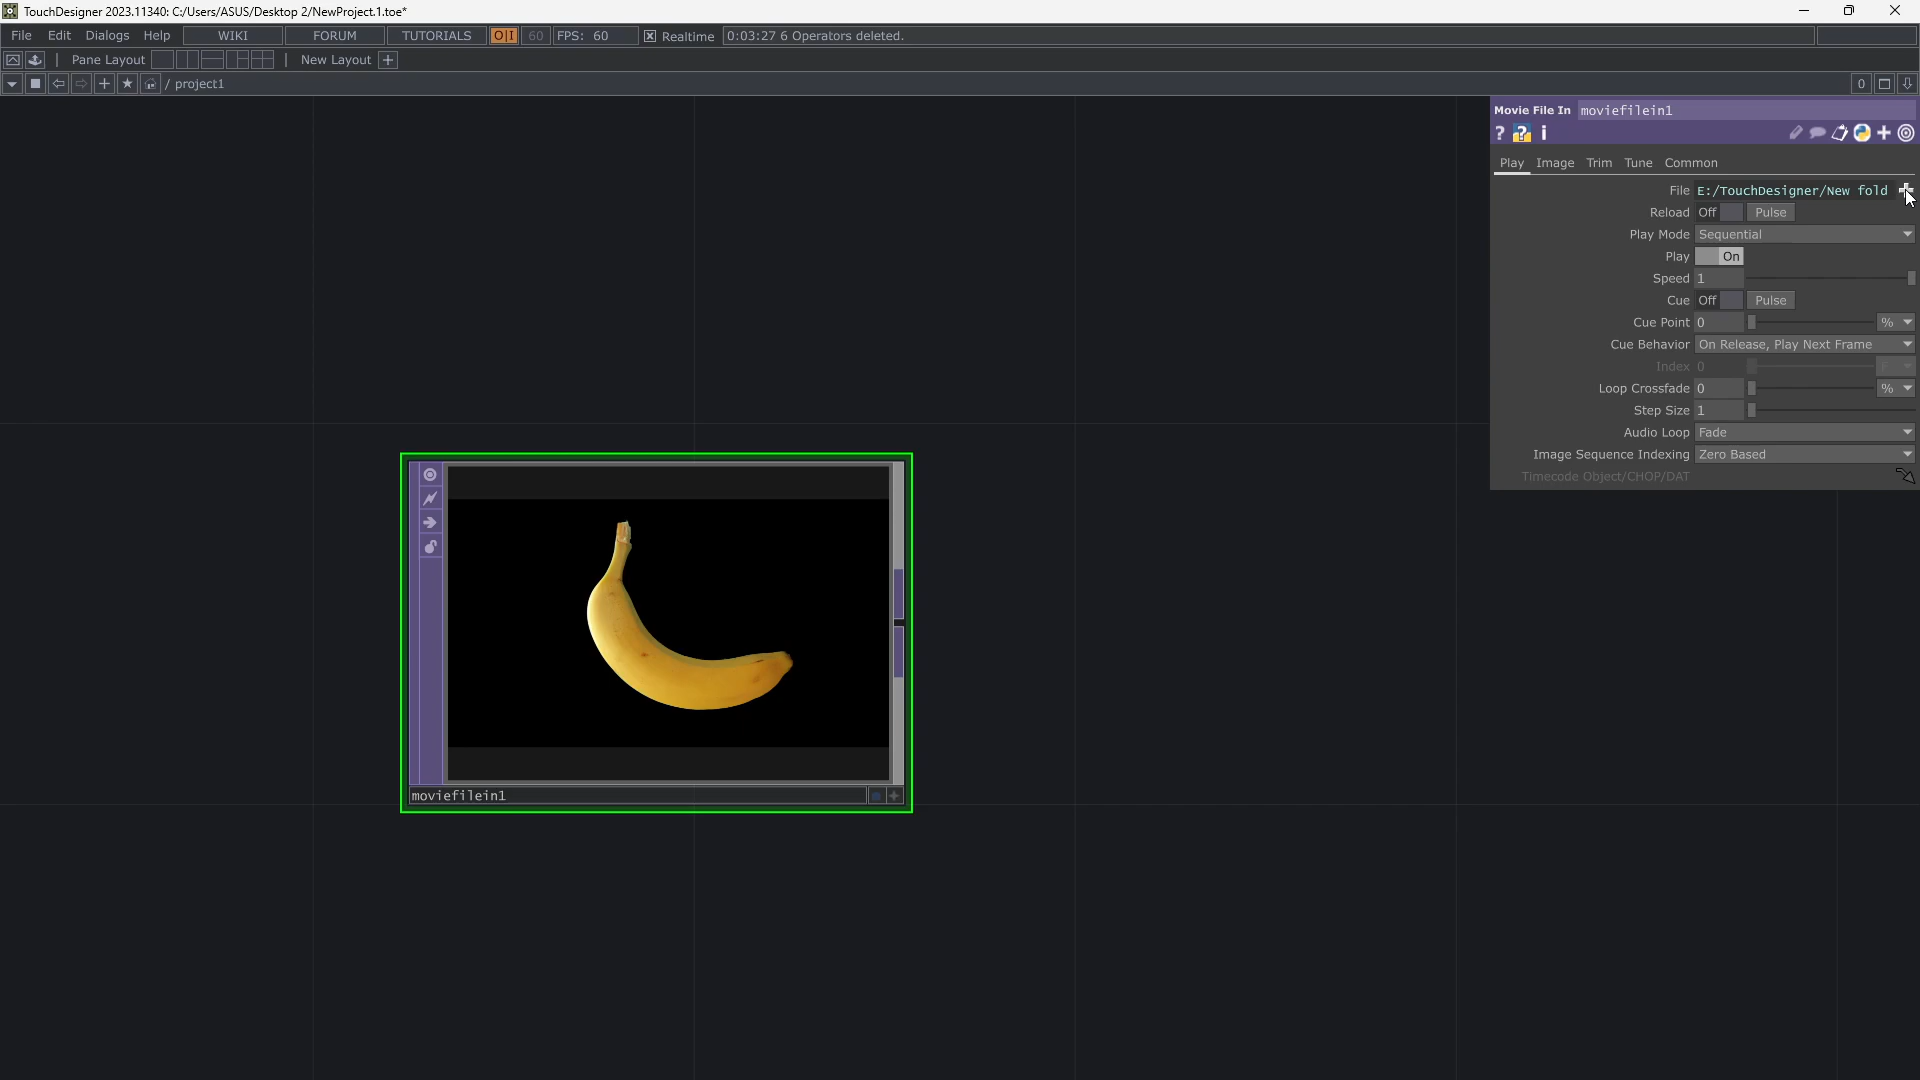 TouchDesigner 2023.11340: C:/Users/ASUS/Desktop 2/NewProject.1.toe*
File Edit Dialogs Help WIKI FORUM TUTORIALS O|I 60 FPS: 60 Realtime 0:03:27 6 Operators deleted.
Pane Layout New Layout +
/ project1 0
Movie File In moviefilein1
? ? i
Play Image Trim Tune Common
File E:/TouchDesigner/New fold
Reload Off Pulse
Play Mode Sequential
Play On
Speed 1
Cue Off Pulse
Cue Point 0 %
Cue Behavior On Release, Play Next Frame
Index 0 F
Loop Crossfade 0 %
Step Size 1
Audio Loop Fade
Image Sequence Indexing Zero Based
Timecode Object/CHOP/DAT
moviefilein1